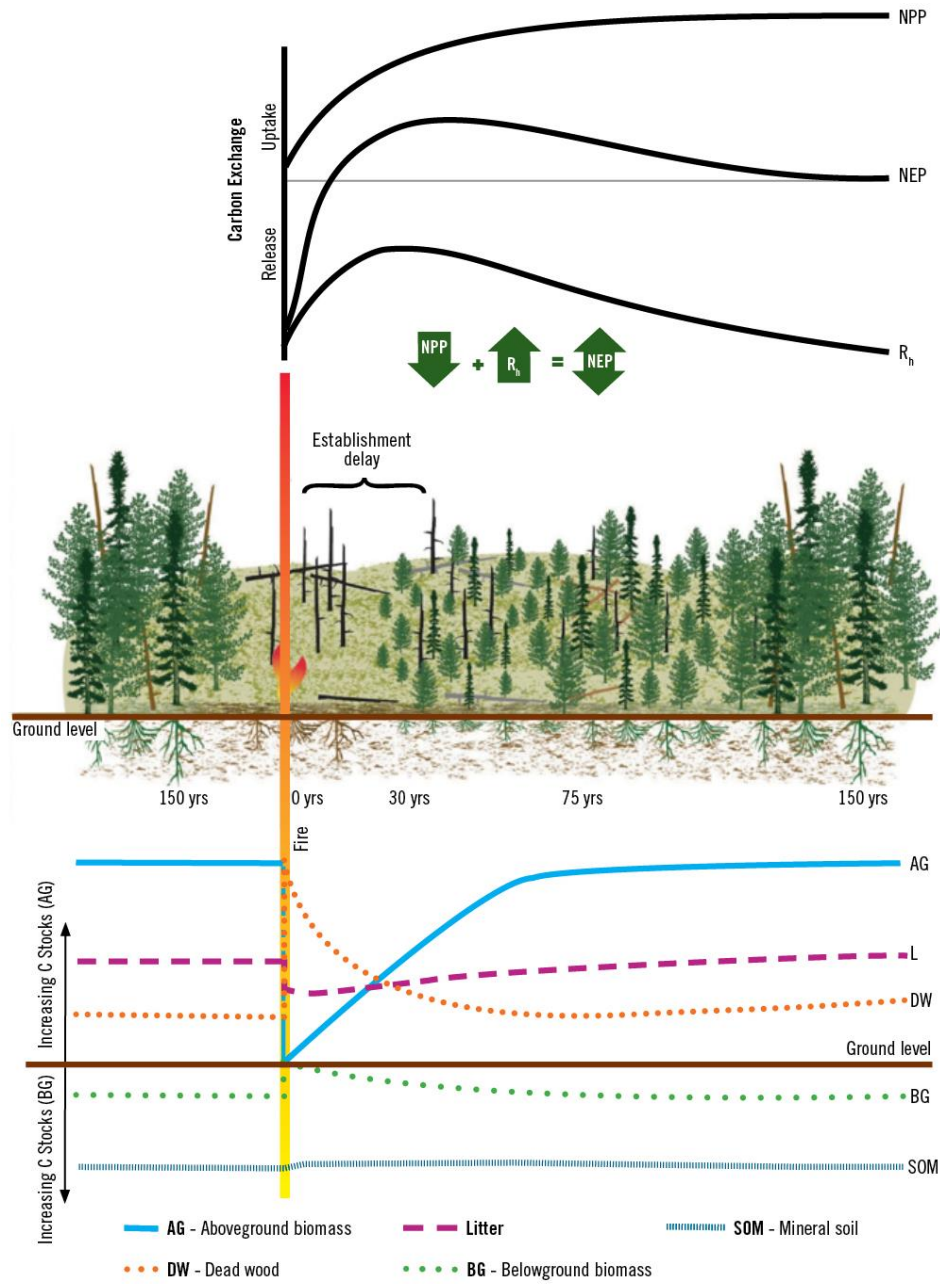 NPP
Uptake
Carbon Exchange
NEP
Release
NPP + Rh = NEP
Rh
Establishment
delay
Ground level
150 yrs 0 yrs 30 yrs 75 yrs 150 yrs
Fire
AG
Increasing C Stocks (AG)
L
DW
Ground level
BG
Increasing C Stocks (BG)
SOM
AG - Aboveground biomass Litter SOM - Mineral soil
DW - Dead wood BG - Belowground biomass